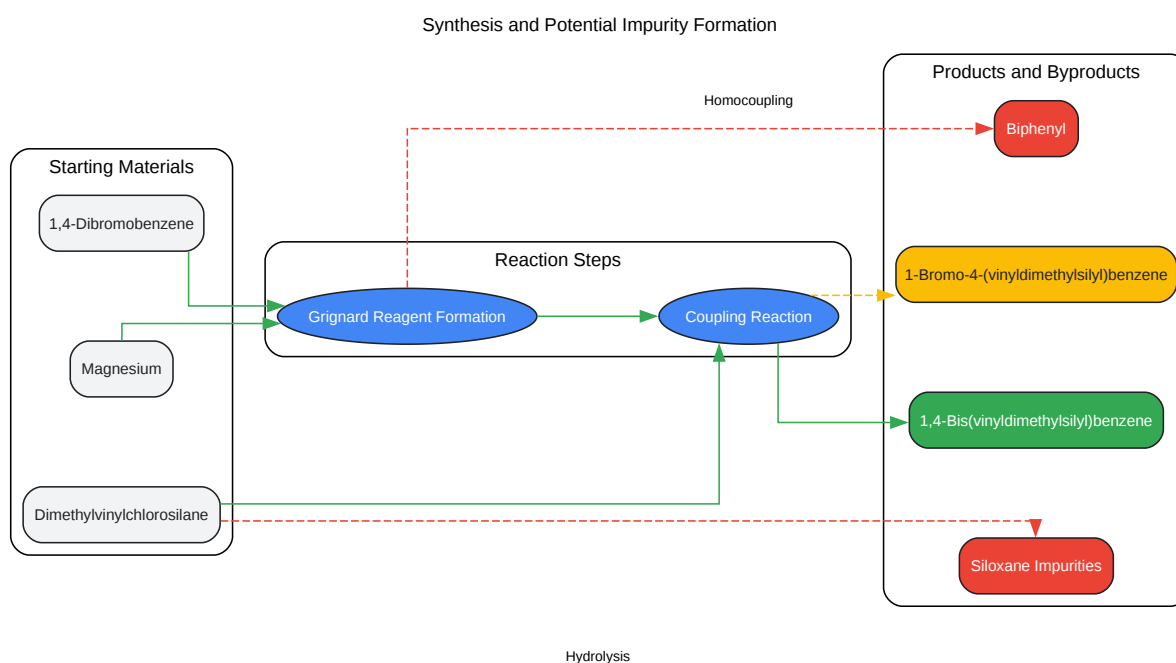 Synthesis and Potential Impurity Formation
Products and Byproducts
Homocoupling
Biphenyl
Starting Materials
1,4-Dibromobenzene
Reaction Steps
1-Bromo-4-(vinyldimethylsilyl)benzene
Grignard Reagent Formation
Coupling Reaction
Magnesium
1,4-Bis(vinyldimethylsilyl)benzene
Dimethylvinylchlorosilane
Siloxane Impurities
Hydrolysis